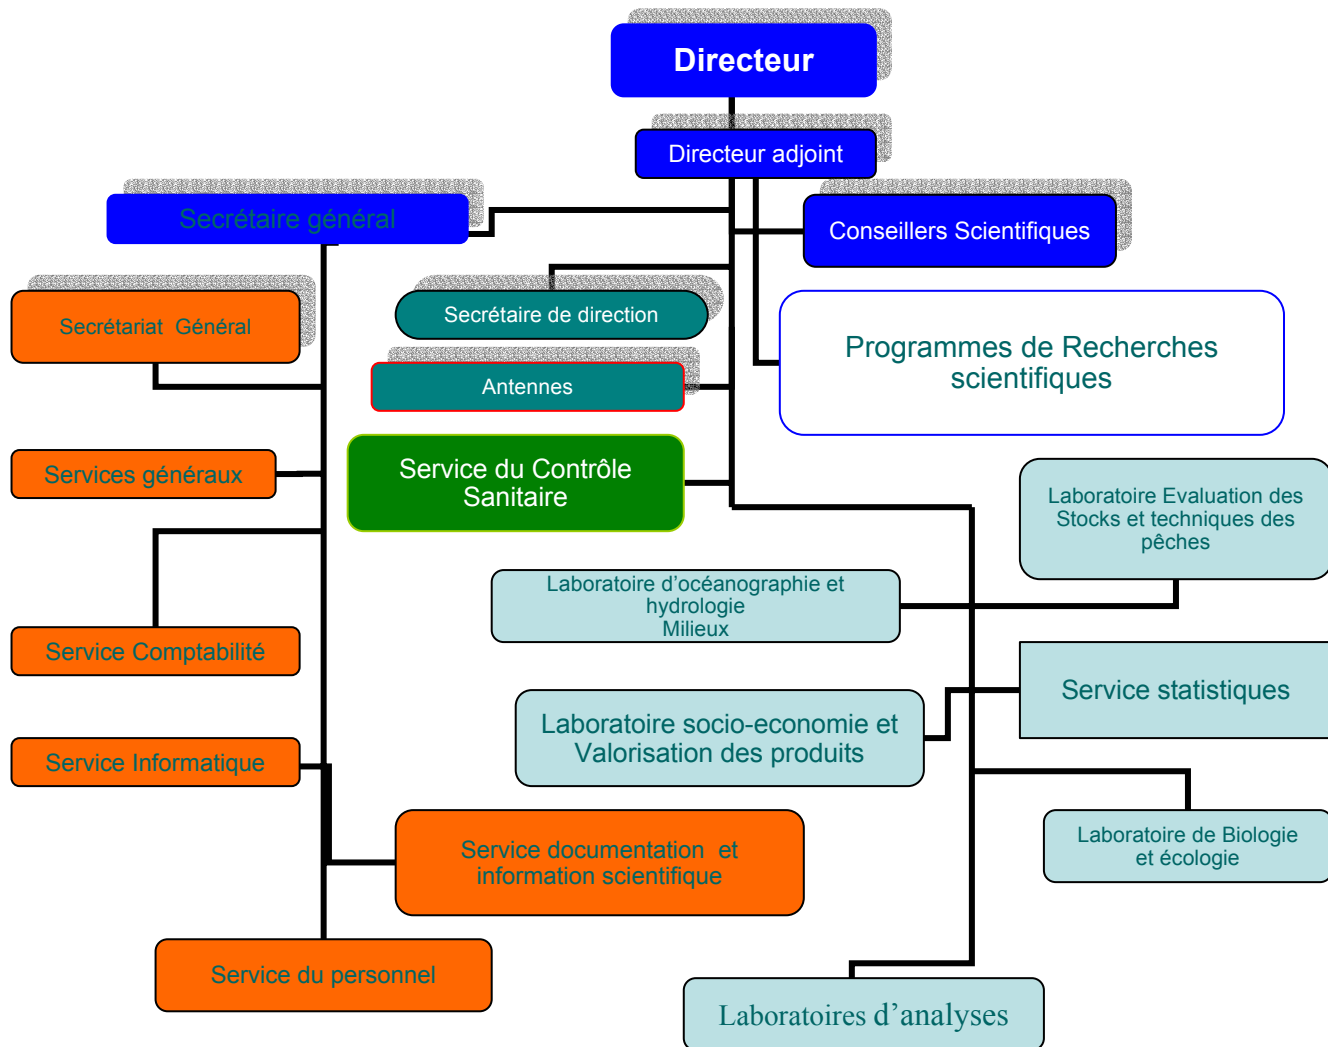 Directeur
Directeur adjoint
Secrétaire général
Conseillers Scientifiques
Secrétariat  Général
Secrétaire de direction
Programmes de Recherches
scientifiques
Antennes
Services généraux
Service du Contrôle
Sanitaire
Laboratoire Evaluation des
Stocks et techniques des
pêches
Laboratoire d’océanographie et
hydrologie
Milieux
Service Comptabilité
Service statistiques
Laboratoire socio-economie et
Valorisation des produits
Service Informatique
Service documentation  et
information scientifique
Laboratoire de Biologie
et écologie
Service du personnel
Laboratoires d’analyses